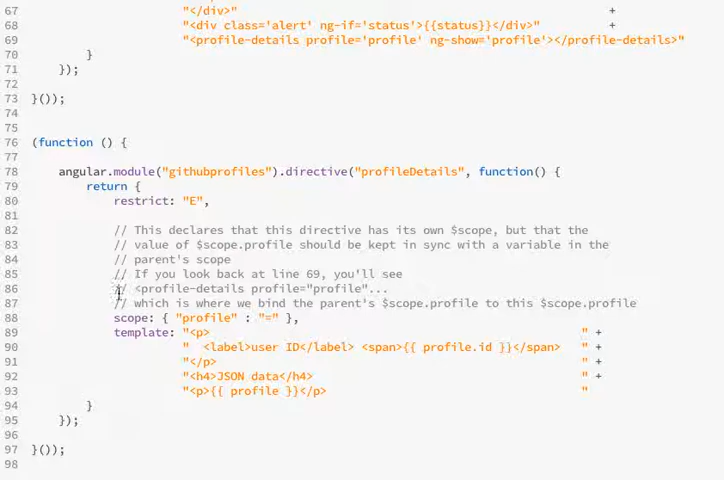 67 "</div>" +
68 "<div class='alert' ng-if='status'>{{status}}</div>" +
69 "<profile-details profile='profile' ng-show='profile'></profile-details>"
70 }
71 });
72
73 }());
74
75
76 (function () {
77
78 angular.module("githubprofiles").directive("profileDetails", function() {
79 return {
80 restrict: "E",
81
82 // This declares that this directive has its own $scope, but that the
83 // value of $scope.profile should be kept in sync with a variable in the
84 // parent's scope
85 // If you look back at line 69, you'll see
86 // <profile-details profile="profile"...
87 // which is where we bind the parent's $scope.profile to this $scope.profile
88 scope: { "profile" : "=" },
89 template: "<p> " +
90 " <label>user ID</label> <span>{{ profile.id }}</span> " +
91 "</p> " +
92 "<h4>JSON data</h4> " +
93 "<p>{{ profile }}</p> "
94 }
95 });
96
97 }());
98